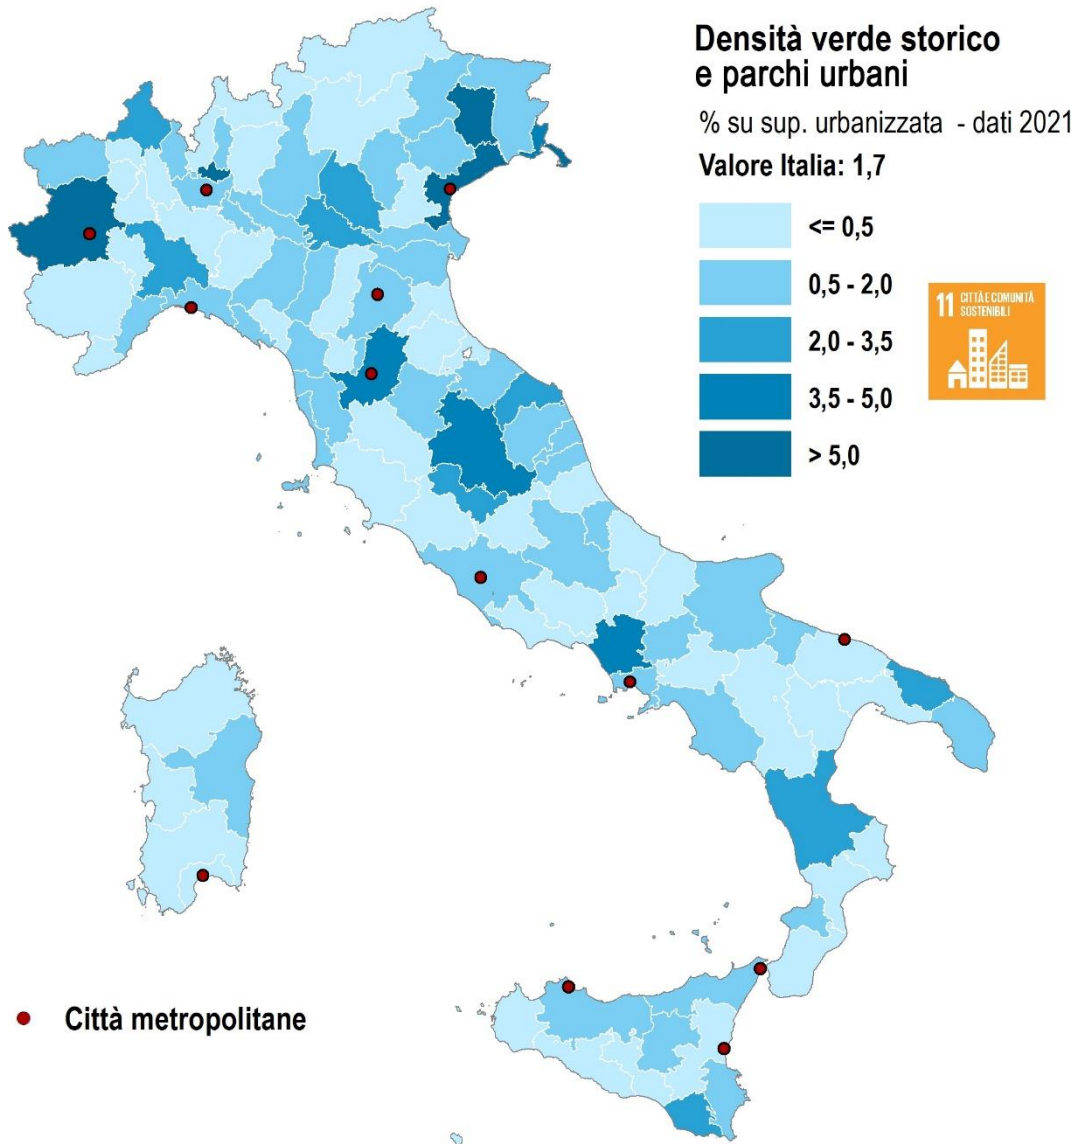 Densità verde storico
e parchi urbani
% su sup. urbanizzata - dati 2021
Valore Italia: 1,7
<= 0,5
0,5 - 2,0
2,0 - 3,5
3,5 - 5,0
> 5,0
11 CITTÀ E COMUNITÀ
SOSTENIBILI
Città metropolitane